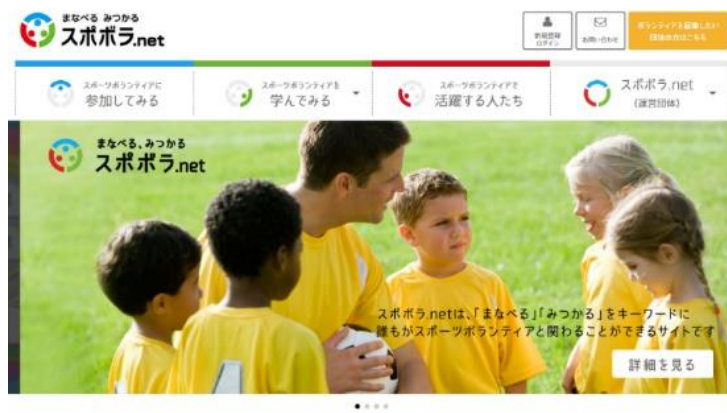 まなべる みつかる
スポボラ.net
新規登録
ログイン
お問い合わせ
ボランティアを募集したい
団体の方はこちら
スポーツボランティアに
参加してみる
スポーツボランティアを
学んでみる
スポーツボランティアで
活躍する人たち
スポボラ.net
(運営団体)
まなべる、みつかる
スポボラ.net
スポボラ.netは、「まなべる」「みつかる」をキーワードに
誰もがスポーツボランティアと関わることができるサイトです
詳細を見る